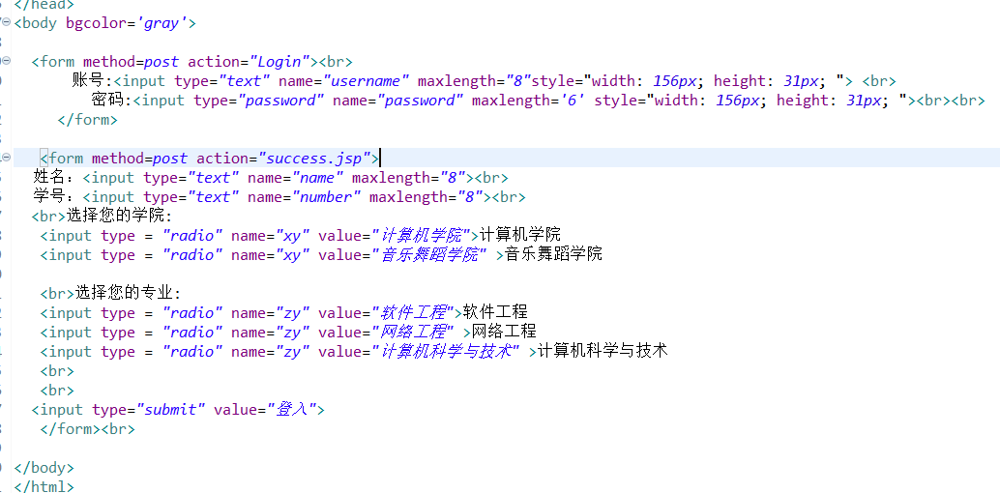 </head>
<body bgcolor='gray'>
<form method=post action="Login"><br>
账号:<input type="text" name="username" maxlength="8"style="width: 156px; height: 31px; "> <br>
密码:<input type="password" name="password" maxlength='6' style="width: 156px; height: 31px; "><br><br>
</form>
<form method=post action="success.jsp">
姓名：<input type="text" name="name" maxlength="8"><br>
学号：<input type="text" name="number" maxlength="8"><br>
<br>选择您的学院:
<input type = "radio" name="xy" value="计算机学院">计算机学院
<input type = "radio" name="xy" value="音乐舞蹈学院" >音乐舞蹈学院
<br>选择您的专业:
<input type = "radio" name="zy" value="软件工程">软件工程
<input type = "radio" name="zy" value="网络工程" >网络工程
<input type = "radio" name="zy" value="计算机科学与技术" >计算机科学与技术
<br>
<br>
<input type="submit" value="登入">
</form><br>
</body>
</html>